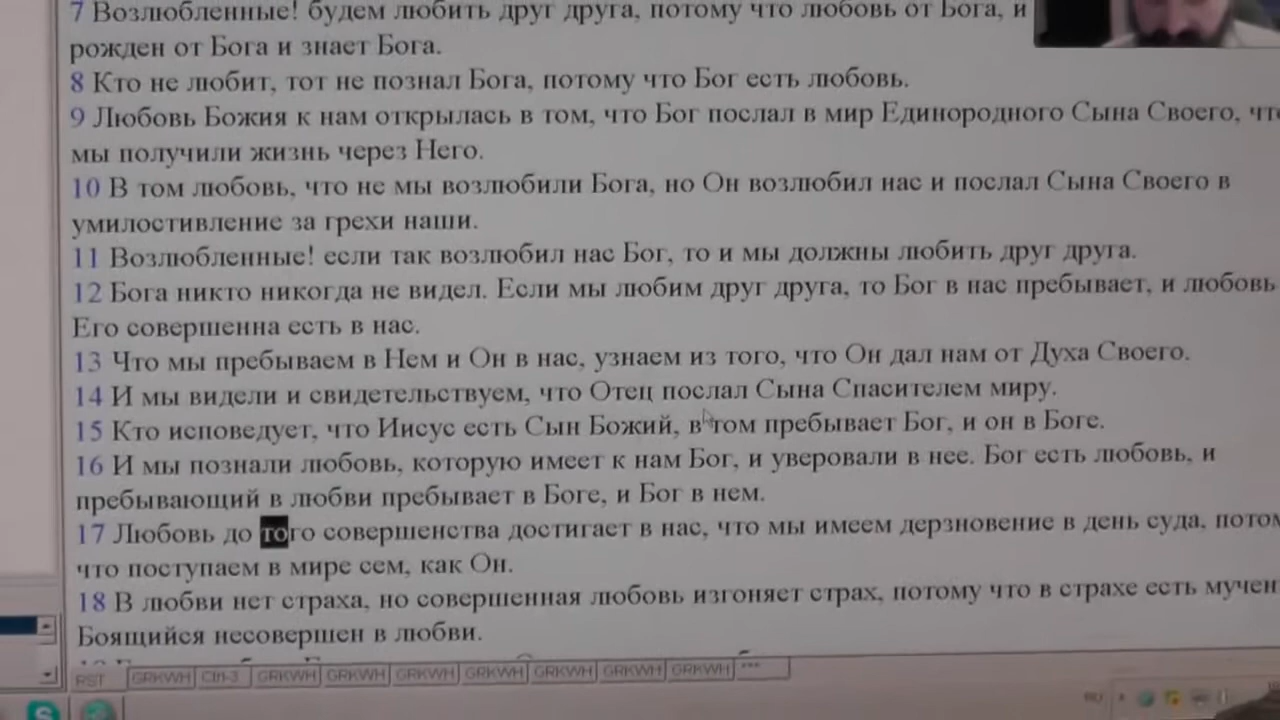 7 Возлюбленные! будем любить друг друга, потому что любовь от Бога, и
рожден от Бога и знает Бога.
8 Кто не любит, тот не познал Бога, потому что Бог есть любовь.
9 Любовь Божия к нам открылась в том, что Бог послал в мир Единородного Сына Своего, что
мы получили жизнь через Него.
10 В том любовь, что не мы возлюбили Бога, но Он возлюбил нас и послал Сына Своего в
умилостивление за грехи наши.
11 Возлюбленные! если так возлюбил нас Бог, то и мы должны любить друг друга.
12 Бога никто никогда не видел. Если мы любим друг друга, то Бог в нас пребывает, и любовь
Его совершенна есть в нас.
13 Что мы пребываем в Нем и Он в нас, узнаем из того, что Он дал нам от Духа Своего.
14 И мы видели и свидетельствуем, что Отец послал Сына Спасителем миру.
15 Кто исповедует, что Иисус есть Сын Божий, в том пребывает Бог, и он в Боге.
16 И мы познали любовь, которую имеет к нам Бог, и уверовали в нее. Бог есть любовь, и
пребывающий в любви пребывает в Боге, и Бог в нем.
17 Любовь до того совершенства достигает в нас, что мы имеем дерзновение в день суда, потом
что поступаем в мире сем, как Он.
18 В любви нет страха, но совершенная любовь изгоняет страх, потому что в страхе есть мучен
Боящийся несовершен в любви.
RST GRKWH Ctrl-3 GRKWH GRKWH GRKWH GRKWH GRKWH GRKWH GRKWH ***
RU